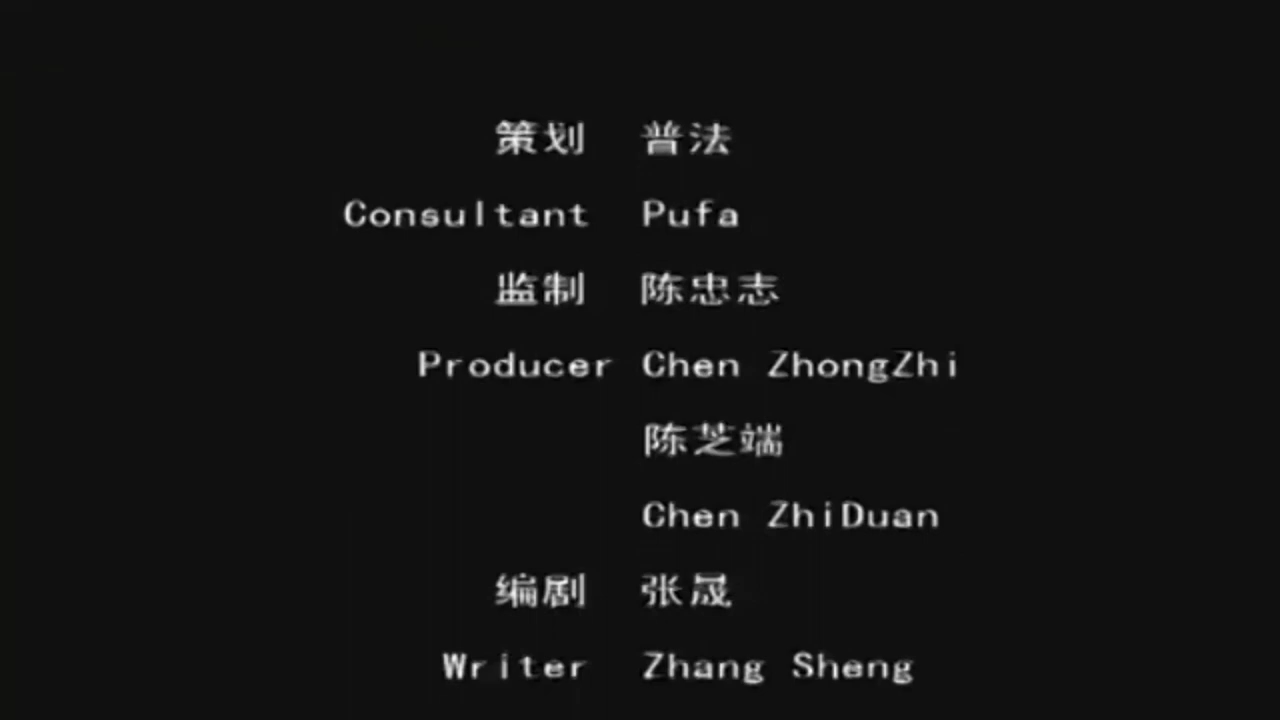 策划 普法
Consultant Pufa
监制 陈忠志
Producer Chen ZhongZhi
陈芝端
Chen ZhiDuan
编剧 张晟
Writer Zhang Sheng